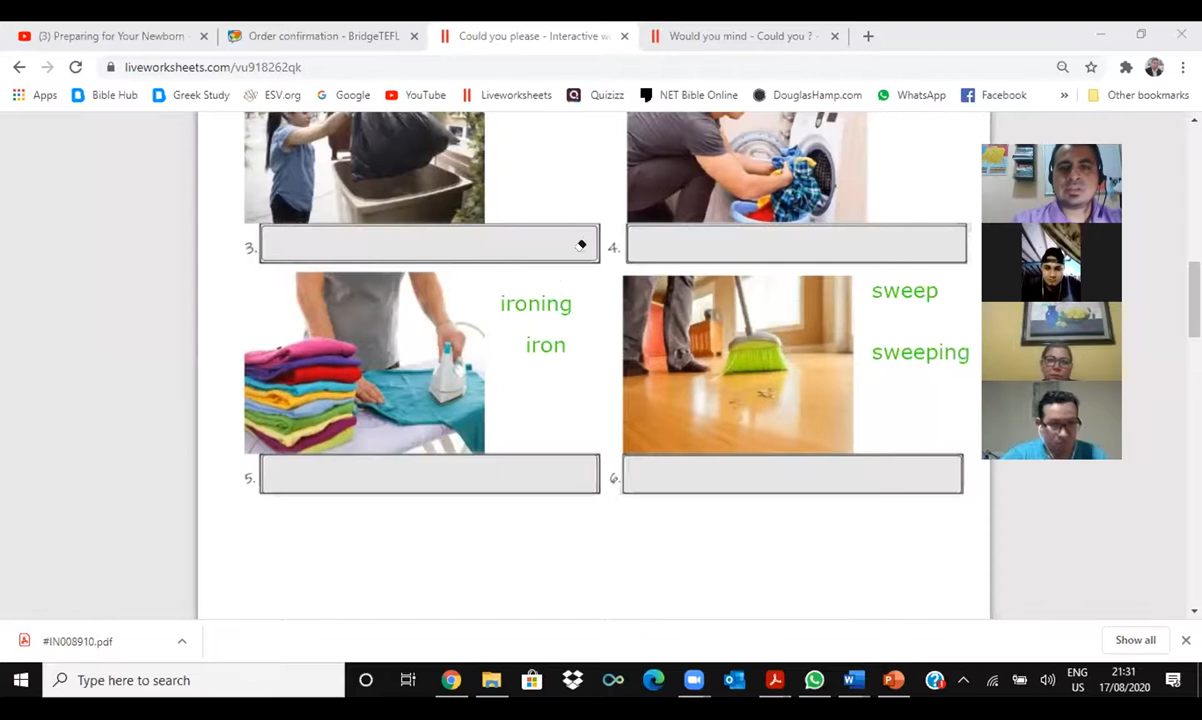 (3) Preparing for Your Newborn
Order confirmation - BridgeTEFL
Could you please - Interactive w
Would you mind - Could you ? -
liveworksheets.com/vu918262qk
Apps
Bible Hub
Greek Study
ESV.org
Google
YouTube
Liveworksheets
Quizizz
NET Bible Online
DouglasHamp.com
WhatsApp
Facebook
»
Other bookmarks
3.
4.
ironing
iron
sweep
sweeping
5.
6.
#IN008910.pdf
Show all
Type here to search
ENG
US
21:31
17/08/2020